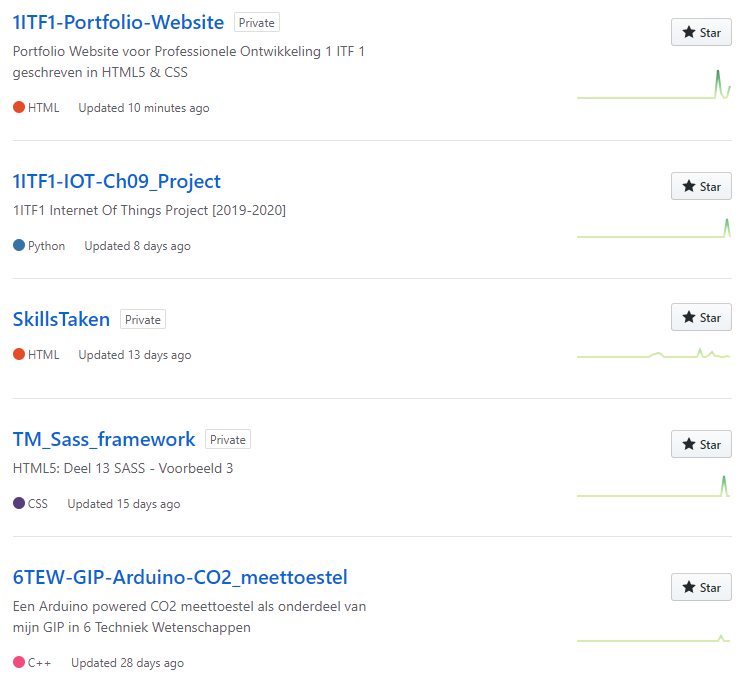 1ITF1-Portfolio-Website Private Star
Portfolio Website voor Professionele Ontwikkeling 1 ITF 1
geschreven in HTML5 & CSS
HTML Updated 10 minutes ago
1ITF1-IOT-Ch09_Project Star
1ITF1 Internet Of Things Project [2019-2020]
Python Updated 8 days ago
SkillsTaken Private Star
HTML Updated 13 days ago
TM_Sass_framework Private Star
HTML5: Deel 13 SASS - Voorbeeld 3
CSS Updated 15 days ago
6TEW-GIP-Arduino-CO2_meettoestel Star
Een Arduino powered CO2 meettoestel als onderdeel van
mijn GIP in 6 Techniek Wetenschappen
C++ Updated 28 days ago